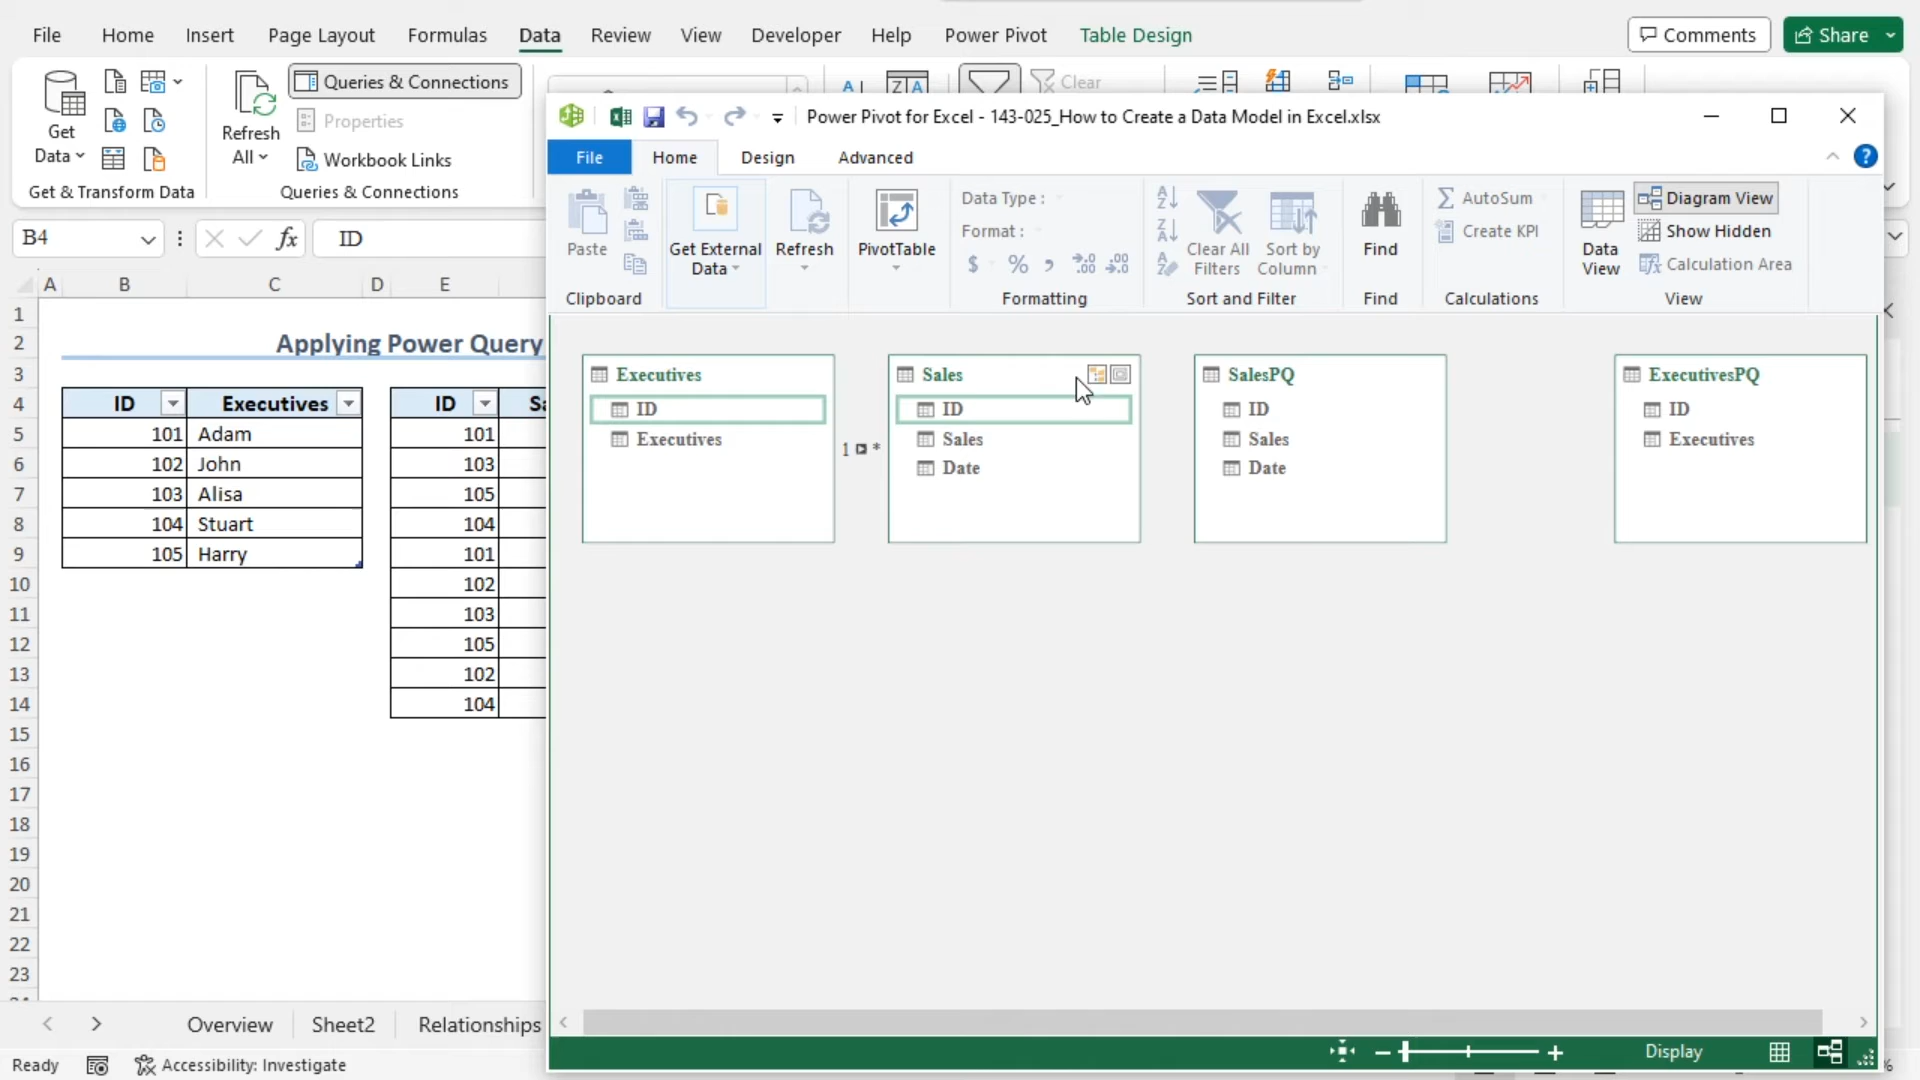 File Home Insert Page Layout Formulas Data Review View Developer Help Power Pivot Table Design Comments Share
Get Data
Refresh All
Queries & Connections
Properties
Workbook Links
Get & Transform Data
Queries & Connections
Clear
B4
fx
ID
A B C D E
Applying Power Query
ID Executives
101 Adam
102 John
103 Alisa
104 Stuart
105 Harry
ID Sa
101
103
105
104
101
102
103
105
102
104
1
2
3
4
5
6
7
8
9
10
11
12
13
14
15
16
17
18
19
20
21
22
23
Overview Sheet2 Relationships
Ready Accessibility: Investigate
Power Pivot for Excel - 143-025_How to Create a Data Model in Excel.xlsx
File Home Design Advanced
Paste
Clipboard
Get External Data
Refresh
PivotTable
Data Type :
Format :
$ % , .00 .00
Formatting
Clear All Filters
Sort by Column
Sort and Filter
Find
Find
AutoSum
Create KPI
Calculations
Data View
Diagram View
Show Hidden
Calculation Area
View
Executives
ID
Executives
1 *
Sales
ID
Sales
Date
SalesPQ
ID
Sales
Date
ExecutivesPQ
ID
Executives
Display
%